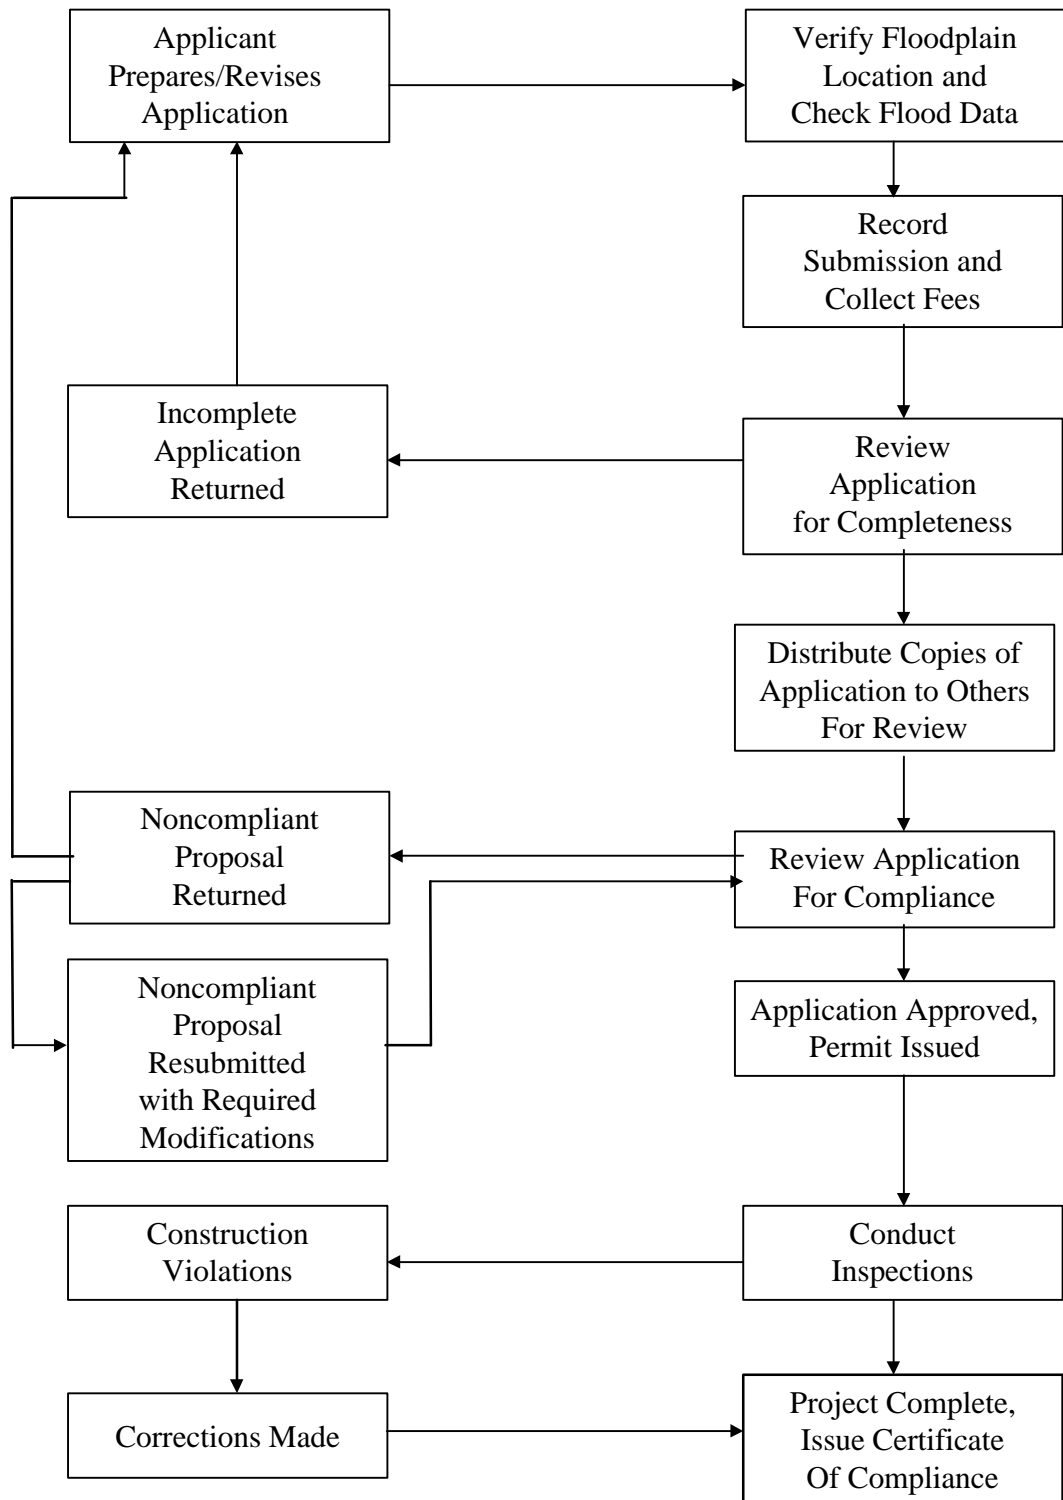 Applicant
Prepares/Revises
Application
Verify Floodplain
Location and
Check Flood Data
Record
Submission and
Collect Fees
Incomplete
Application
Returned
Review
Application
for Completeness
Distribute Copies of
Application to Others
For Review
Noncompliant
Proposal
Returned
Review Application
For Compliance
Noncompliant
Proposal
Resubmitted
with Required
Modifications
Application Approved,
Permit Issued
Construction
Violations
Conduct
Inspections
Corrections Made
Project Complete,
Issue Certificate
Of Compliance